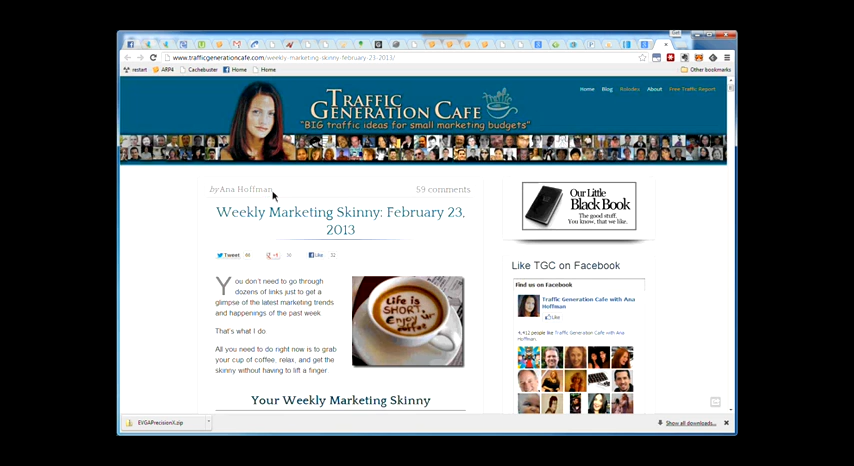 www.trafficgenerationcafe.com/weekly-marketing-skinny-february-23-2013/
restart ARP4 Cachebuster Home Home Other bookmarks
Home Blog Robotics About Free Traffic Report
TRAFFIC
GENERATION CAFE
"BIG traffic ideas for small marketing budgets"
by Ana Hoffman 59 comments
Weekly Marketing Skinny: February 23,
2013
Tweet +1 Like
You don't need to go through
dozens of links just to get a
glimpse of the latest marketing trends
and happenings of the past week
That's what I do
All you need to do right now is to grab
your cup of coffee, relax, and get the
skinny without having to lift a finger
Life is
SHORT,
Enjoy ur
coffee
Your Weekly Marketing Skinny
Our Little
Black Book
The good stuff.
You know, that we like.
Like TGC on Facebook
Find us on Facebook
Traffic Generation Cafe with Ana
Hoffman
Like
people like Traffic Generation Cafe with Ana
Hoffman.
EVGAPrecisionX.zip Show all downloads...